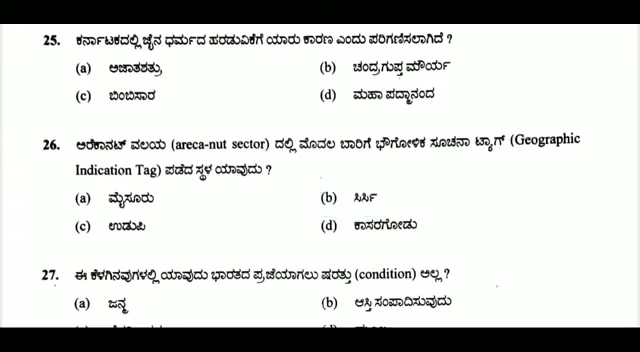 25. ಕರ್ನಾಟಕದಲ್ಲಿ ಜೈನ ಧರ್ಮದ ಹರಡುವಿಕೆಗೆ ಯಾರು ಕಾರಣ ಎಂದು ಪರಿಗಣಿಸಲಾಗಿದೆ ?
(a) ಅಜಾತಶತ್ರು (b) ಚಂದ್ರಗುಪ್ತ ಮೌರ್ಯ
(c) ಬಿಂಬಿಸಾರ (d) ಮಹಾ ಪದ್ಮಾನಂದ
26. ಅರೆಕಾನಟ್ ವಲಯ (areca-nut sector) ದಲ್ಲಿ ಮೊದಲ ಬಾರಿಗೆ ಭೌಗೋಳಿಕ ಸೂಚನಾ ಟ್ಯಾಗ್ (Geographic
Indication Tag) ಪಡೆದ ಸ್ಥಳ ಯಾವುದು ?
(a) ಮೈಸೂರು (b) ಸಿರ್ಸಿ
(c) ಉಡುಪಿ (d) ಕಾಸರಗೋಡು
27. ಈ ಕೆಳಗಿನವುಗಳಲ್ಲಿ ಯಾವುದು ಭಾರತದ ಪ್ರಜೆಯಾಗಲು ಷರತ್ತು (condition) ಅಲ್ಲ ?
(a) ಜನ್ಮ (b) ಆಸ್ತಿ ಸಂಪಾದಿಸುವುದು